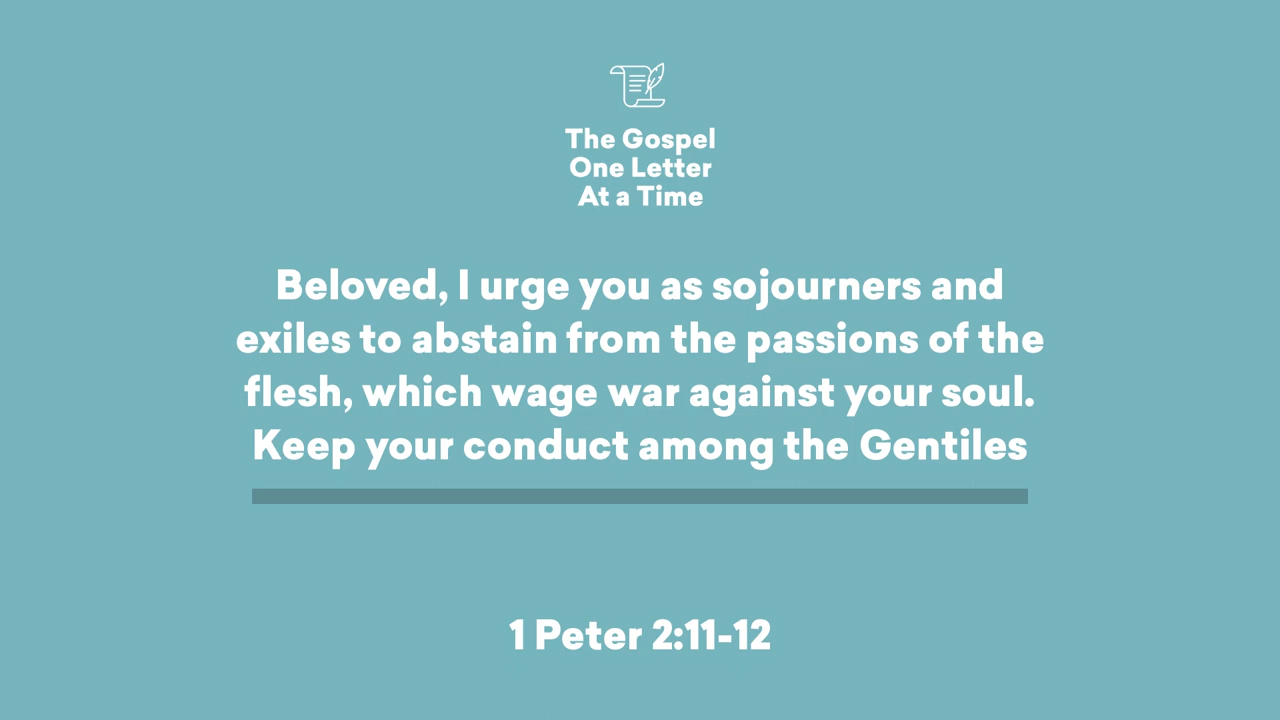 The Gospel
One Letter
At a Time
Beloved, I urge you as sojourners and
exiles to abstain from the passions of the
flesh, which wage war against your soul.
Keep your conduct among the Gentiles
1 Peter 2:11-12